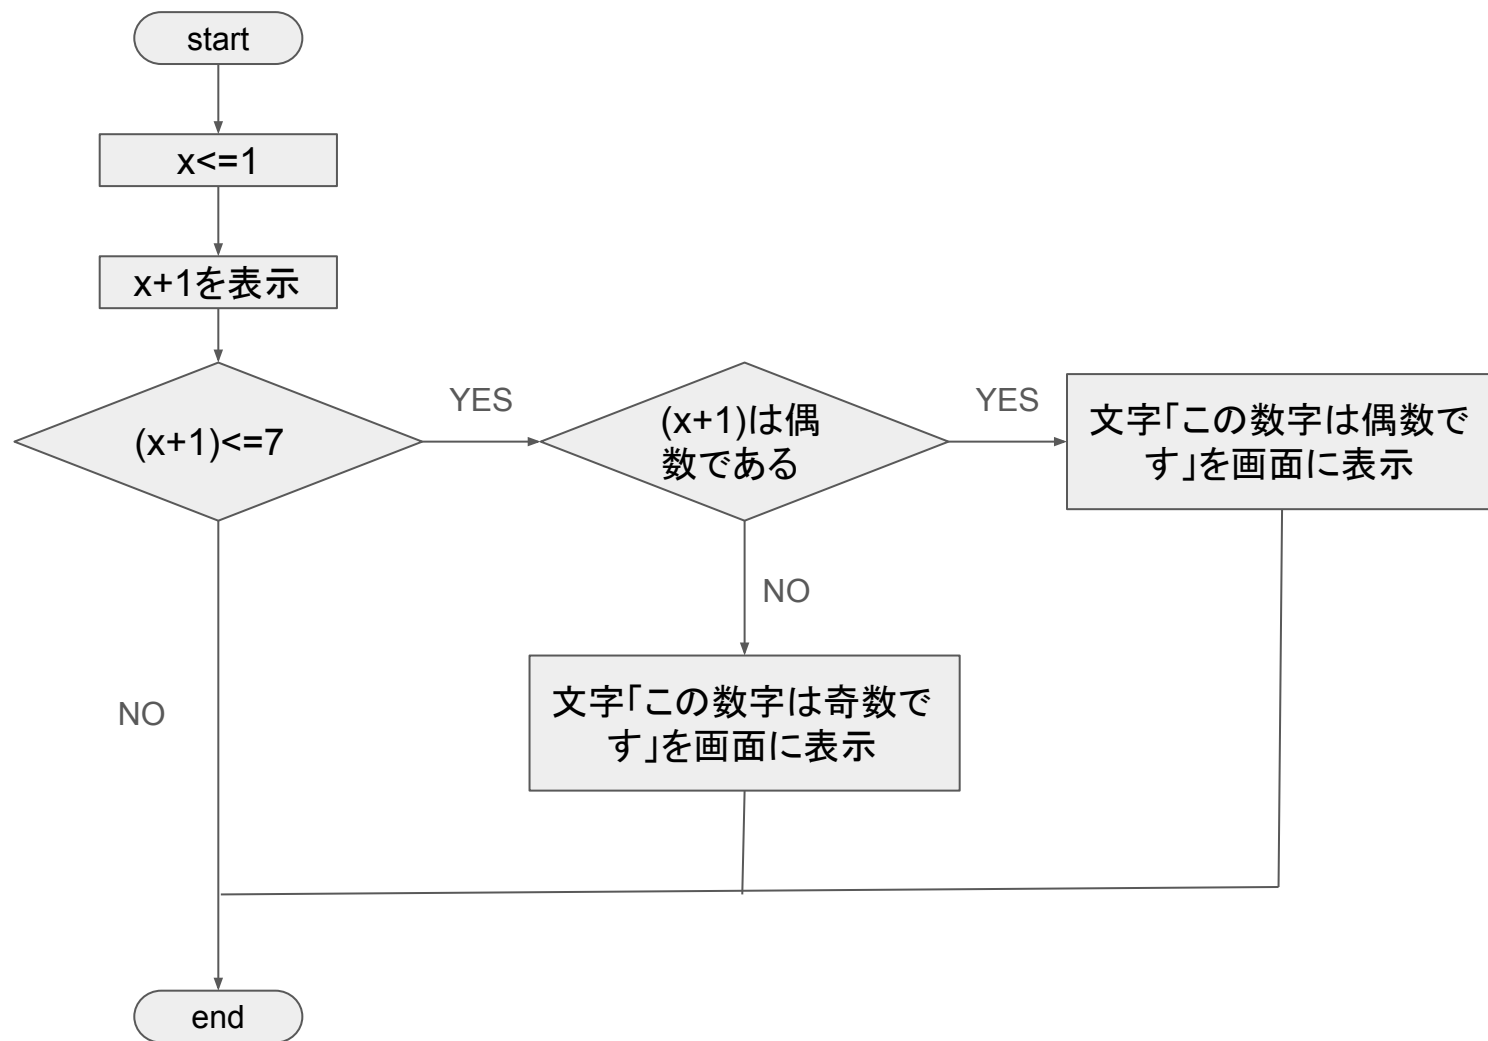 start
x<=1
x+1を表示
(x+1)<=7
YES
(x+1)は偶
数である
YES
文字｢この数字は偶数で
す｣を画面に表示
NO
文字｢この数字は奇数で
す｣を画面に表示
NO
end